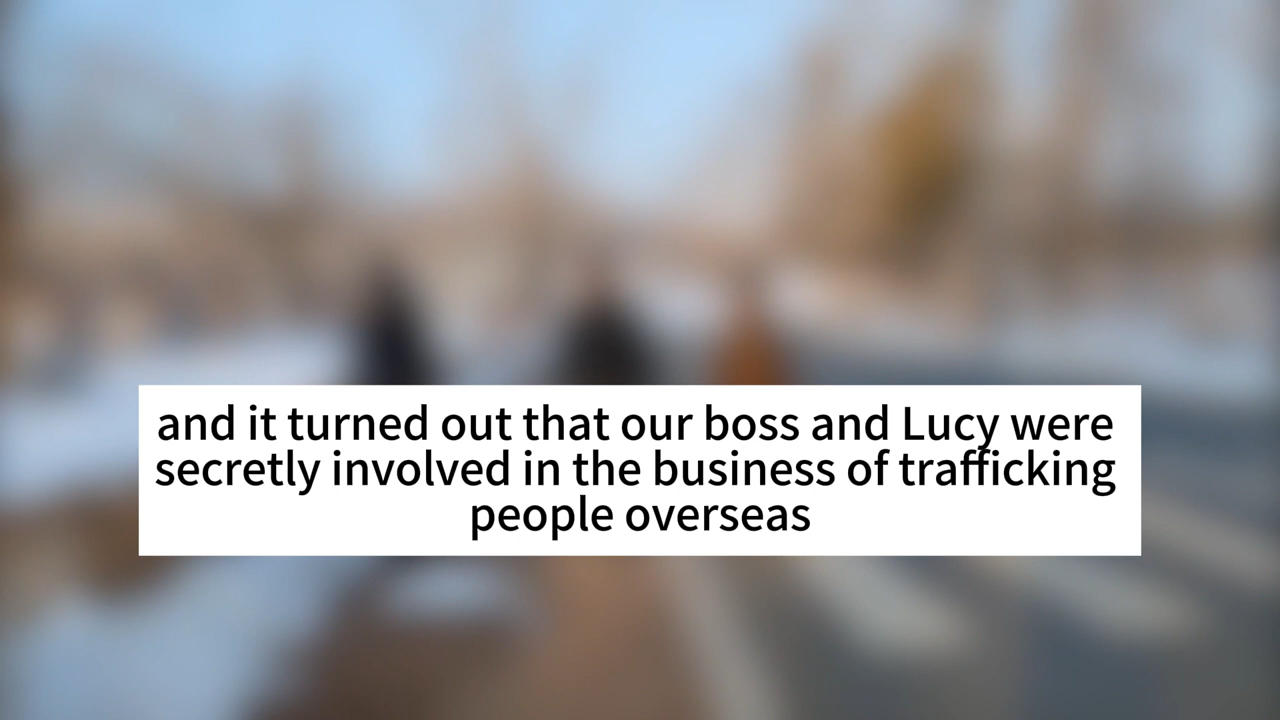 and it turned out that our boss and Lucy were
secretly involved in the business of trafficking
people overseas